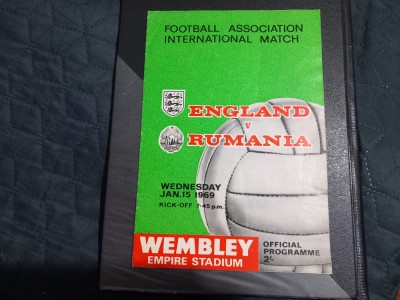 FOOTBALL ASSOCIATION
INTERNATIONAL MATCH
ENGLAND
V
RUMANIA
WEDNESDAY
JAN.15 1969
KICK-OFF 7·45 p.m.
WEMBLEY
EMPIRE STADIUM
OFFICIAL
PROGRAMME
2/-